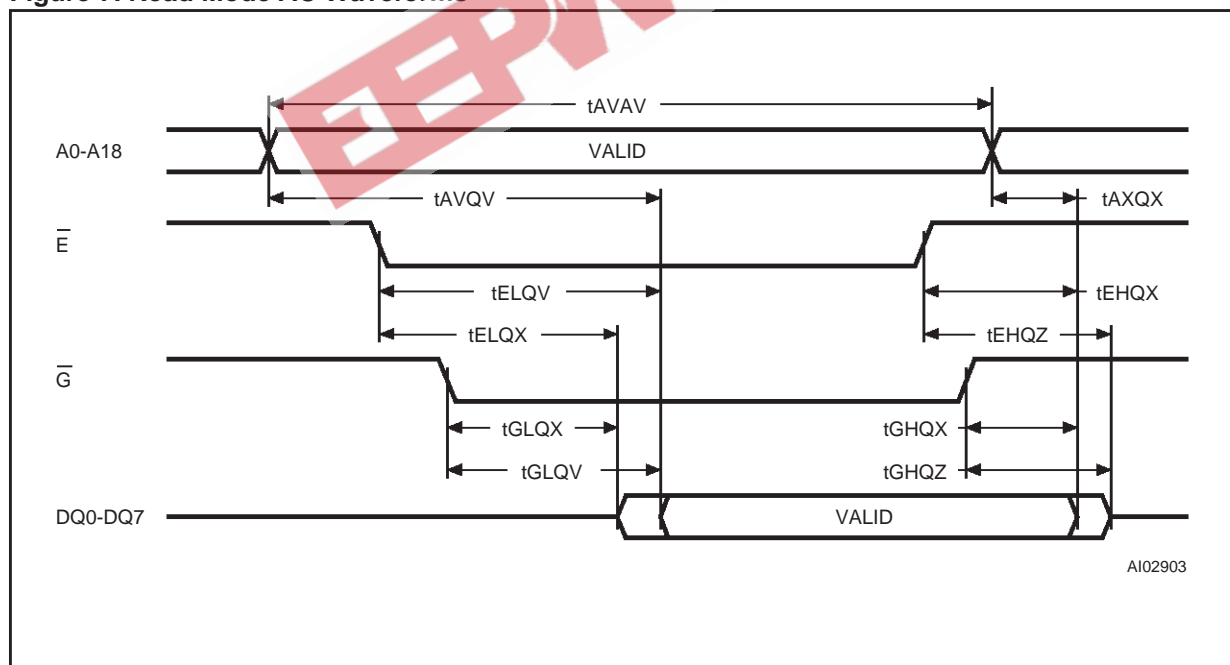 tAVAV
A0-A18 VALID
tAVQV tAXQX
E
tELQV tEHQX
tELQX tEHQZ
G
tGLQX tGHQX
tGLQV tGHQZ
DQ0-DQ7 VALID
AI02903